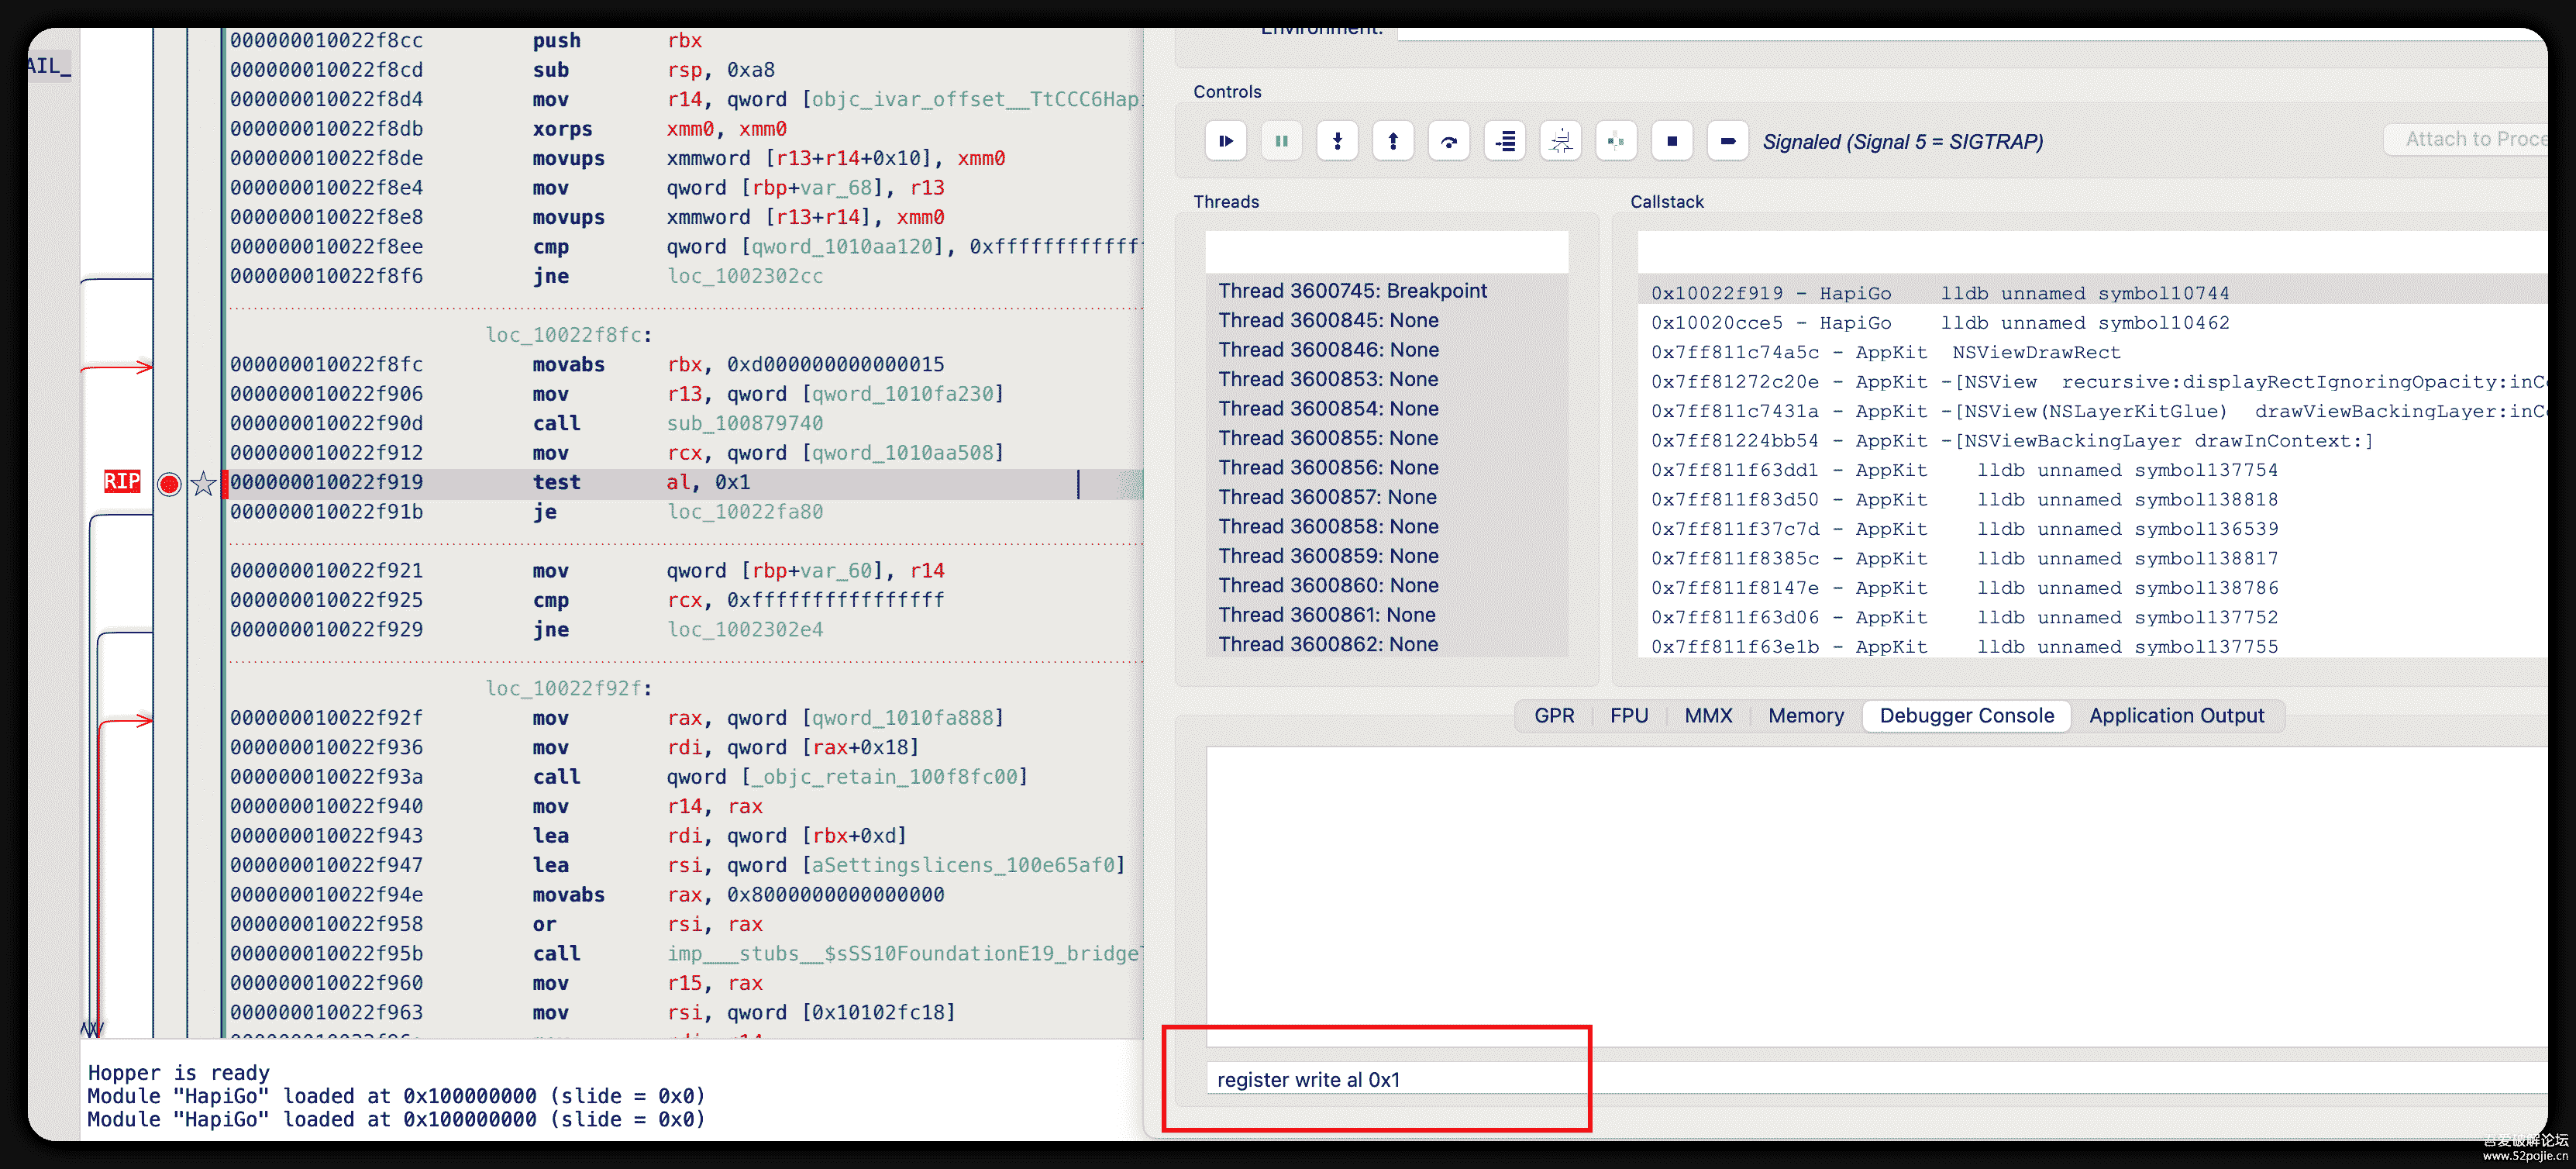 AIL_
000000010022f8cc push rbx
000000010022f8cd sub rsp, 0xa8
000000010022f8d4 mov r14, qword [objc_ivar_offset__TtCCC6Hap
000000010022f8db xorps xmm0, xmm0
000000010022f8de movups xmmword [r13+r14+0x10], xmm0
000000010022f8e4 mov qword [rbp+var_68], r13
000000010022f8e8 movups xmmword [r13+r14], xmm0
000000010022f8ee cmp qword [qword_1010aa120], 0xfffffffffffff
000000010022f8f6 jne loc_1002302cc
loc_10022f8fc:
000000010022f8fc movabs rbx, 0xd000000000000015
000000010022f906 mov r13, qword [qword_1010fa230]
000000010022f90d call sub_100879740
000000010022f912 mov rcx, qword [qword_1010aa508]
RIP 000000010022f919 test al, 0x1
000000010022f91b je loc_10022fa80
000000010022f921 mov qword [rbp+var_60], r14
000000010022f925 cmp rcx, 0xffffffffffffffff
000000010022f929 jne loc_1002302e4
loc_10022f92f:
000000010022f92f mov rax, qword [qword_1010fa888]
000000010022f936 mov rdi, qword [rax+0x18]
000000010022f93a call qword [_objc_retain_100f8fc00]
000000010022f940 mov r14, rax
000000010022f943 lea rdi, qword [rbx+0xd]
000000010022f947 lea rsi, qword [aSettingslicens_100e65af0]
000000010022f94e movabs rax, 0x8000000000000000
000000010022f958 or rsi, rax
000000010022f95b call imp___stubs__$sSS10FoundationE19_bridge
000000010022f960 mov r15, rax
000000010022f963 mov rsi, qword [0x10102fc18]
Hopper is ready
Module "HapiGo" loaded at 0x100000000 (slide = 0x0)
Module "HapiGo" loaded at 0x100000000 (slide = 0x0)
Environment:
Controls
Signaled (Signal 5 = SIGTRAP)
Attach to Proce
Threads
Thread 3600745: Breakpoint
Thread 3600845: None
Thread 3600846: None
Thread 3600853: None
Thread 3600854: None
Thread 3600855: None
Thread 3600856: None
Thread 3600857: None
Thread 3600858: None
Thread 3600859: None
Thread 3600860: None
Thread 3600861: None
Thread 3600862: None
Callstack
0x10022f919 - HapiGo lldb unnamed symbol10744
0x10020cce5 - HapiGo lldb unnamed symbol10462
0x7ff811c74a5c - AppKit NSViewDrawRect
0x7ff81272c20e - AppKit -[NSView recursive:displayRectIgnoringOpacity:inC
0x7ff811c7431a - AppKit -[NSView(NSLayerKitGlue) drawViewBackingLayer:inC
0x7ff81224bb54 - AppKit -[NSViewBackingLayer drawInContext:]
0x7ff811f63dd1 - AppKit lldb unnamed symbol137754
0x7ff811f83d50 - AppKit lldb unnamed symbol138818
0x7ff811f37c7d - AppKit lldb unnamed symbol136539
0x7ff811f8385c - AppKit lldb unnamed symbol138817
0x7ff811f8147e - AppKit lldb unnamed symbol138786
0x7ff811f63d06 - AppKit lldb unnamed symbol137752
0x7ff811f63e1b - AppKit lldb unnamed symbol137755
GPR FPU MMX Memory Debugger Console Application Output
register write al 0x1
吾爱破解论坛
www.52pojie.cn